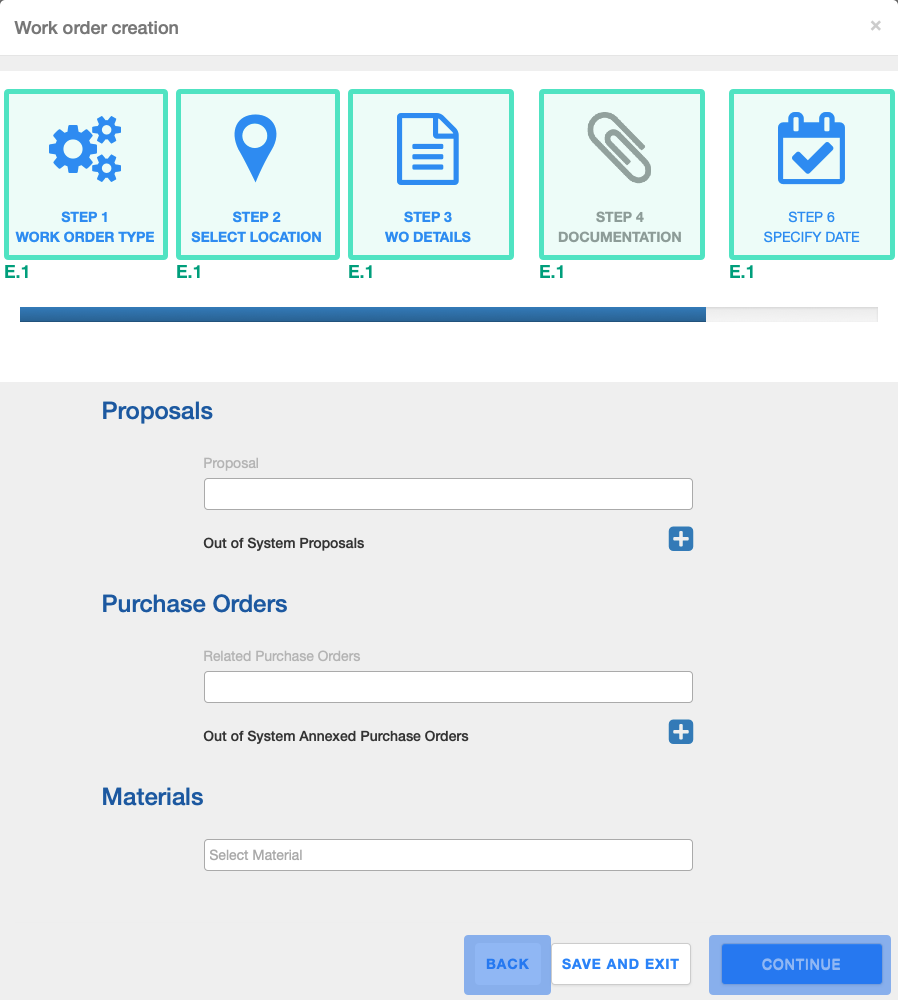 Work order creation
×
STEP 1
WORK ORDER TYPE
STEP 2
SELECT LOCATION
STEP 3
WO DETAILS
STEP 4
DOCUMENTATION
STEP 6
SPECIFY DATE
E.1
E.1
E.1
E.1
E.1
Proposals
Proposal
Out of System Proposals
Purchase Orders
Related Purchase Orders
Out of System Annexed Purchase Orders
Materials
Select Material
BACK
SAVE AND EXIT
CONTINUE